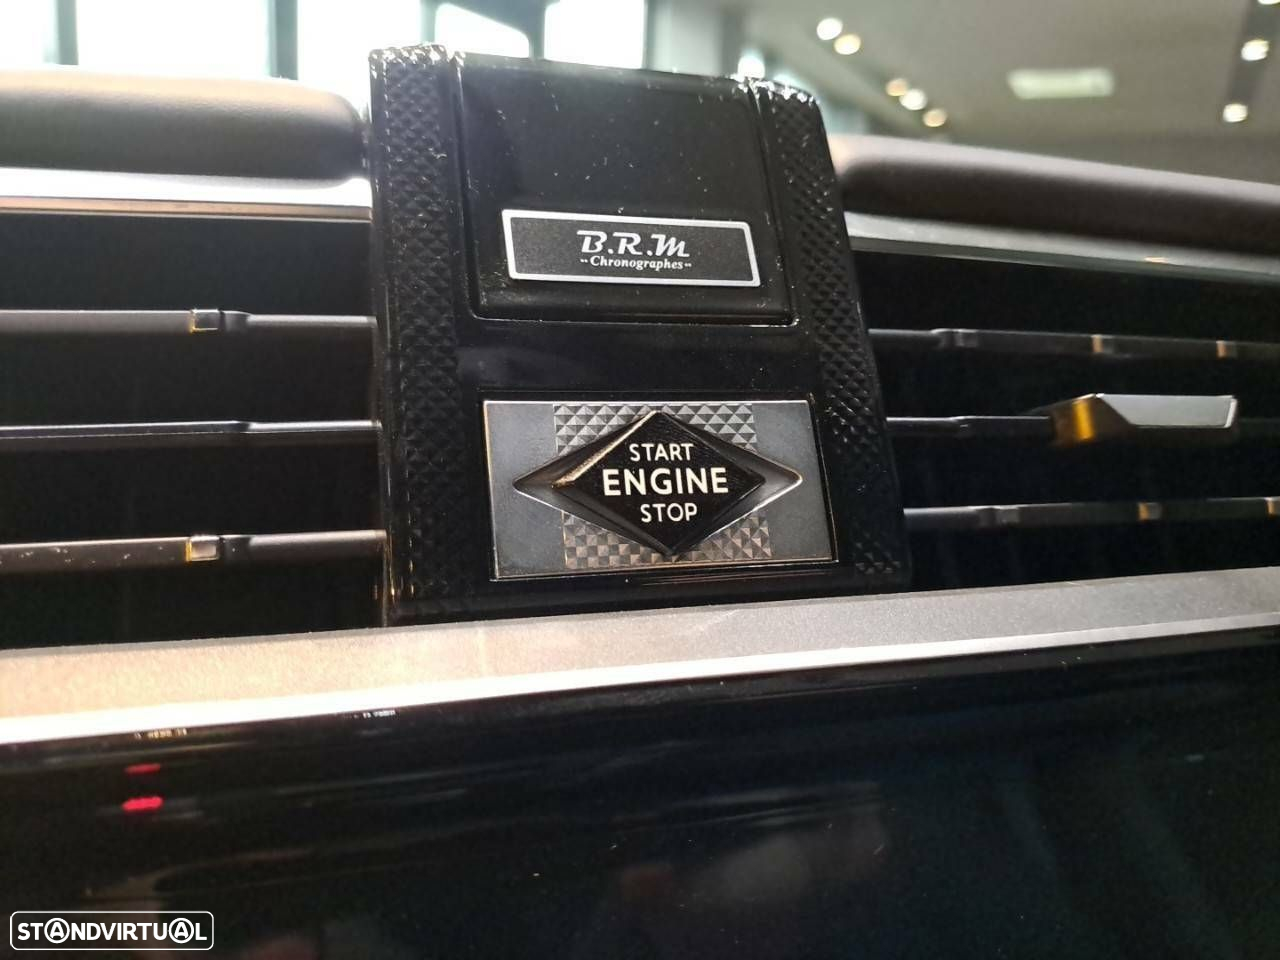 B.R.M
-- Chronographes --
START
ENGINE
STOP
STANDVIRTUAL